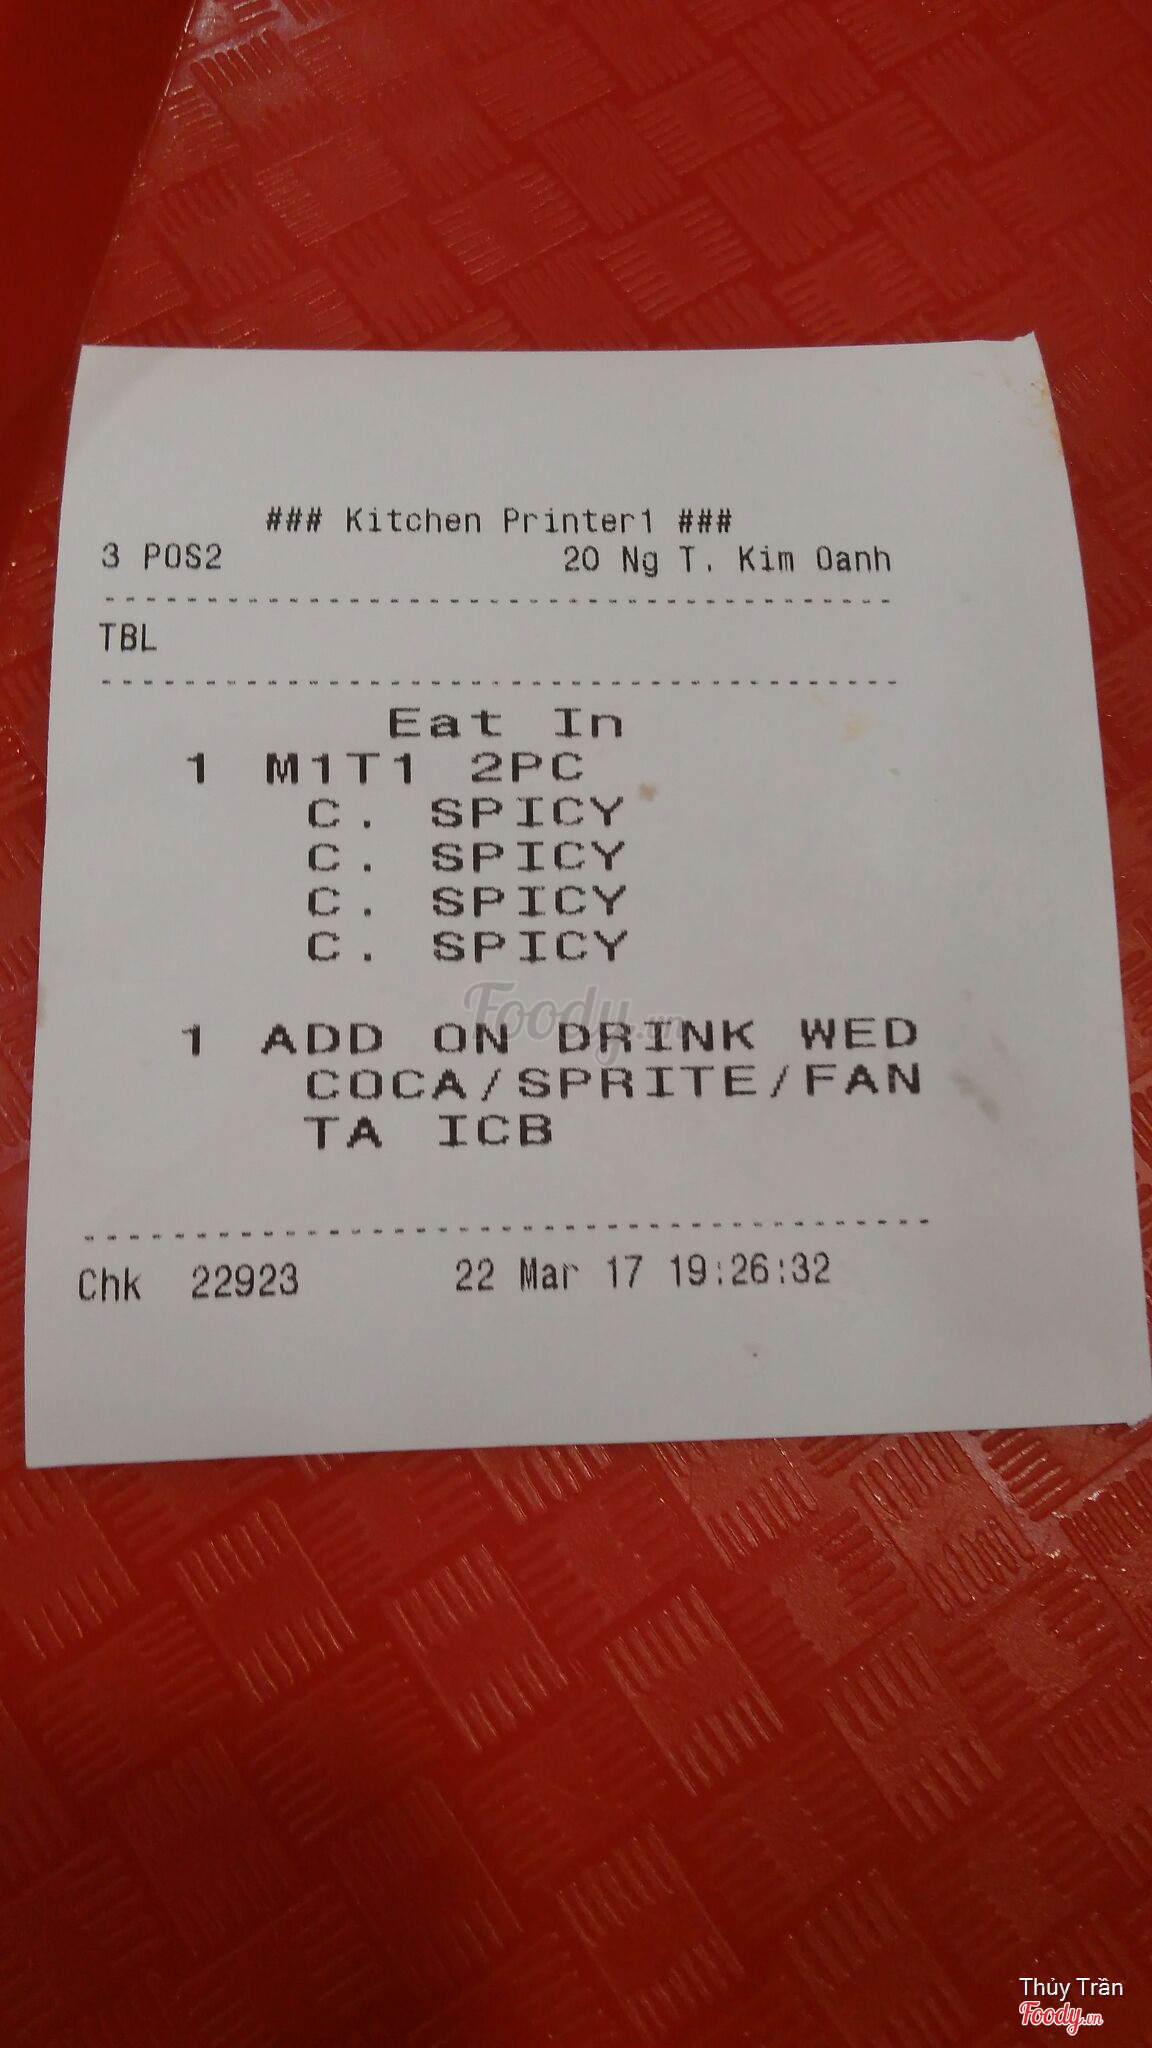 ### Kitchen Printer1 ###
3 POS2 20 Ng T. Kim Oanh
TBL
Eat In
1 M1T1 2PC
C. SPICY
C. SPICY
C. SPICY
C. SPICY
Foody.vn
1 ADD ON DRINK WED
COCA/SPRITE/FAN
TA ICB
Chk 22923 22 Mar 17 19:26:32
Thủy Trần
Foody.vn